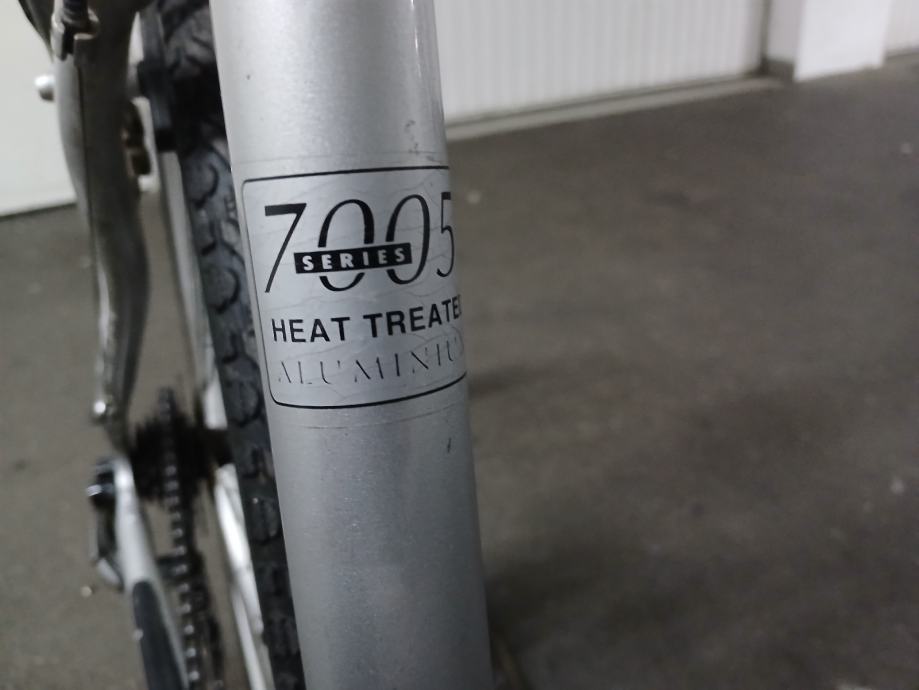 7005
SERIES
HEAT TREATE
ALUMINIU